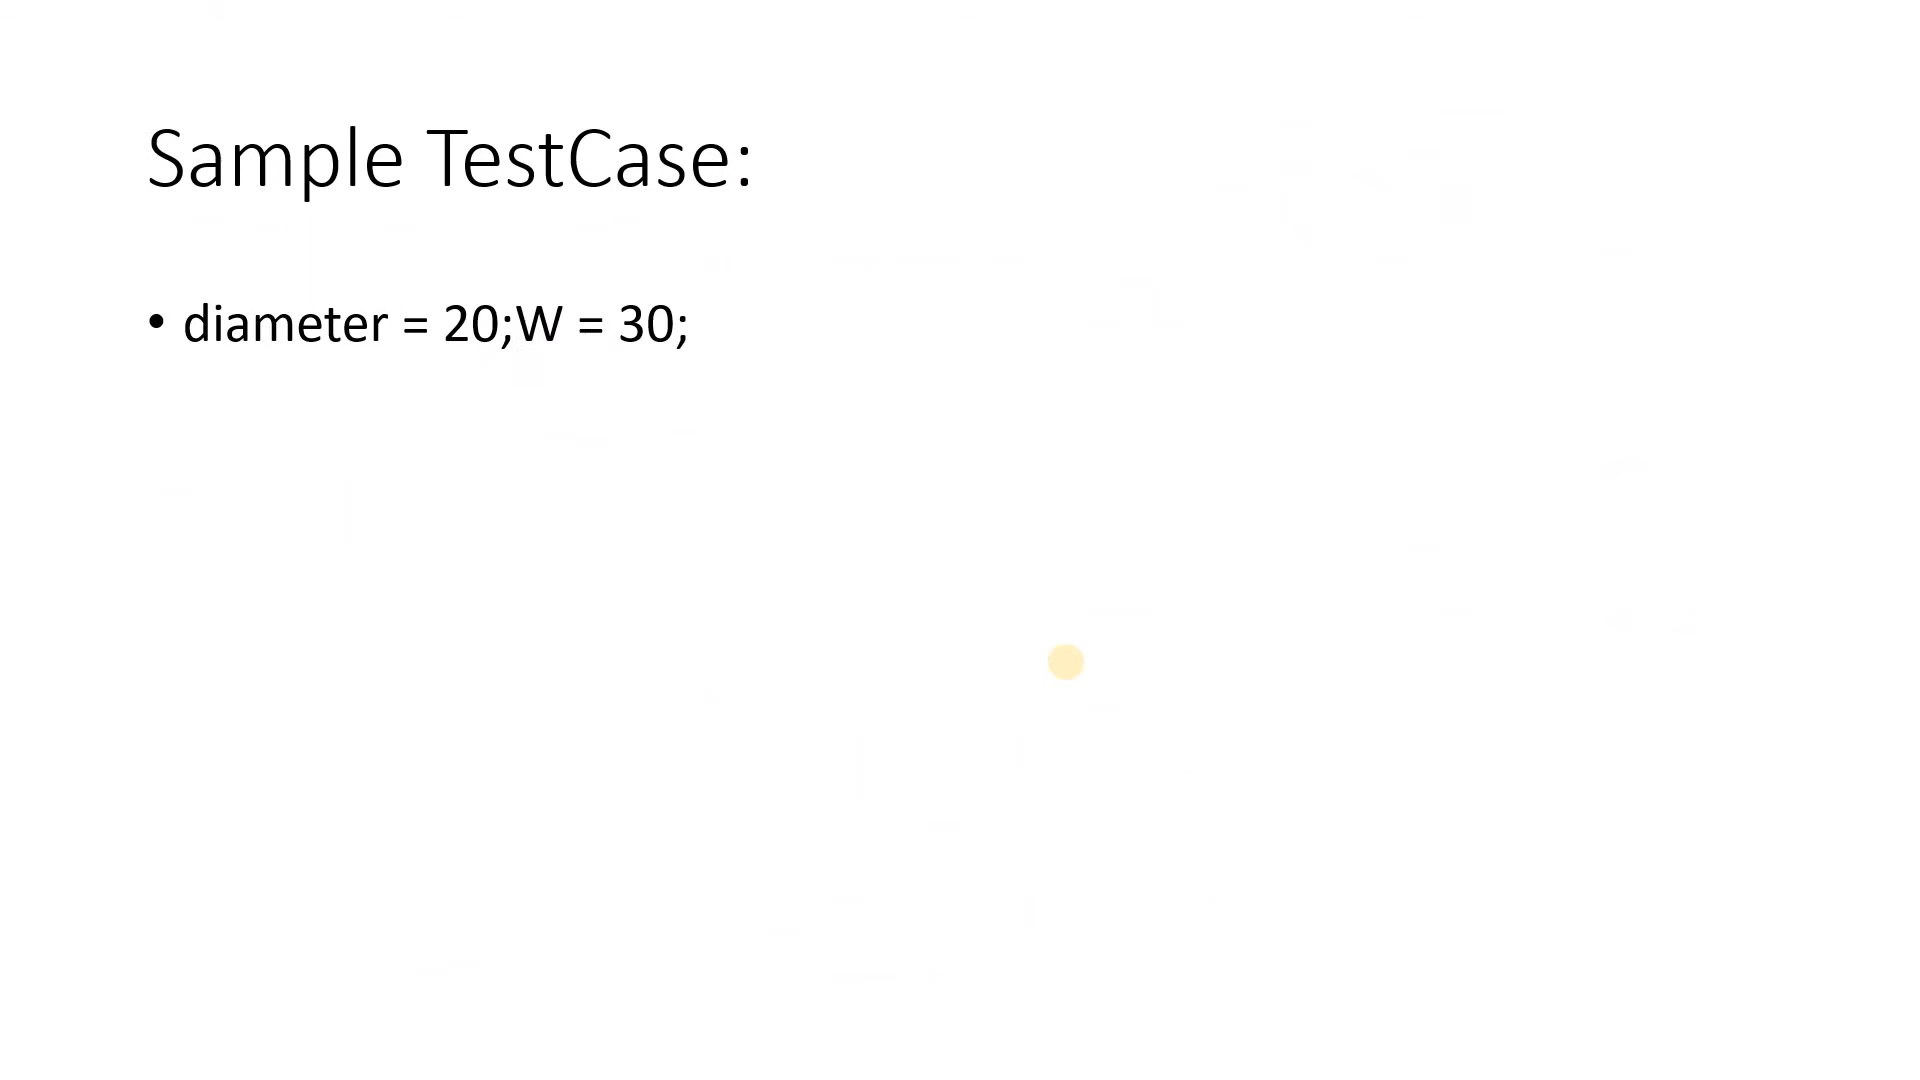 Sample TestCase:
• diameter = 20;W = 30;